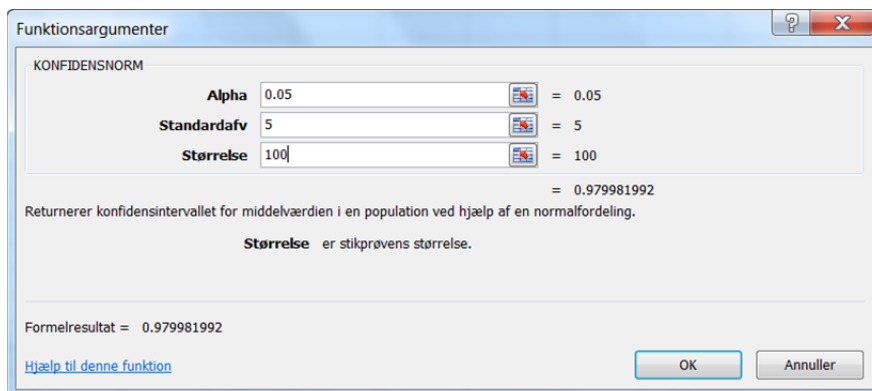 Funktionsargumenter
KONFIDENSNORM
Alpha 0.05 = 0.05
Standardafv 5 = 5
Størrelse 100 = 100
= 0.979981992
Returnerer konfidensintervallet for middelværdien i en population ved hjælp af en normalfordeling.
Størrelse er stikprøvens størrelse.
Formelresultat = 0.979981992
Hjælp til denne funktion OK Annuller